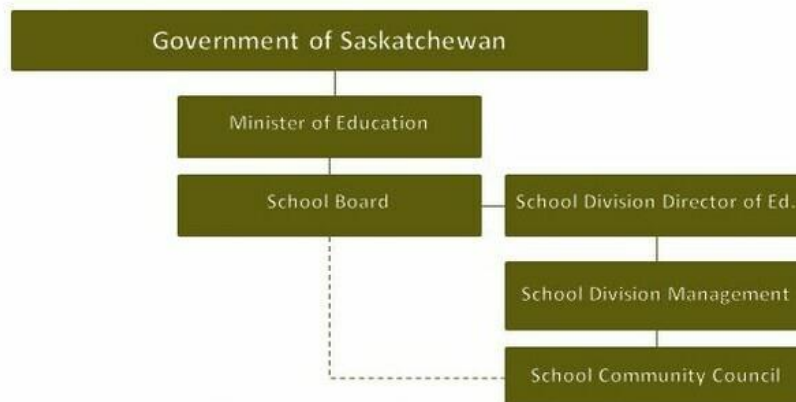 Government of Saskatchewan
Minister of Education
School Board
School Division Director of Ed.
School Division Management
School Community Council